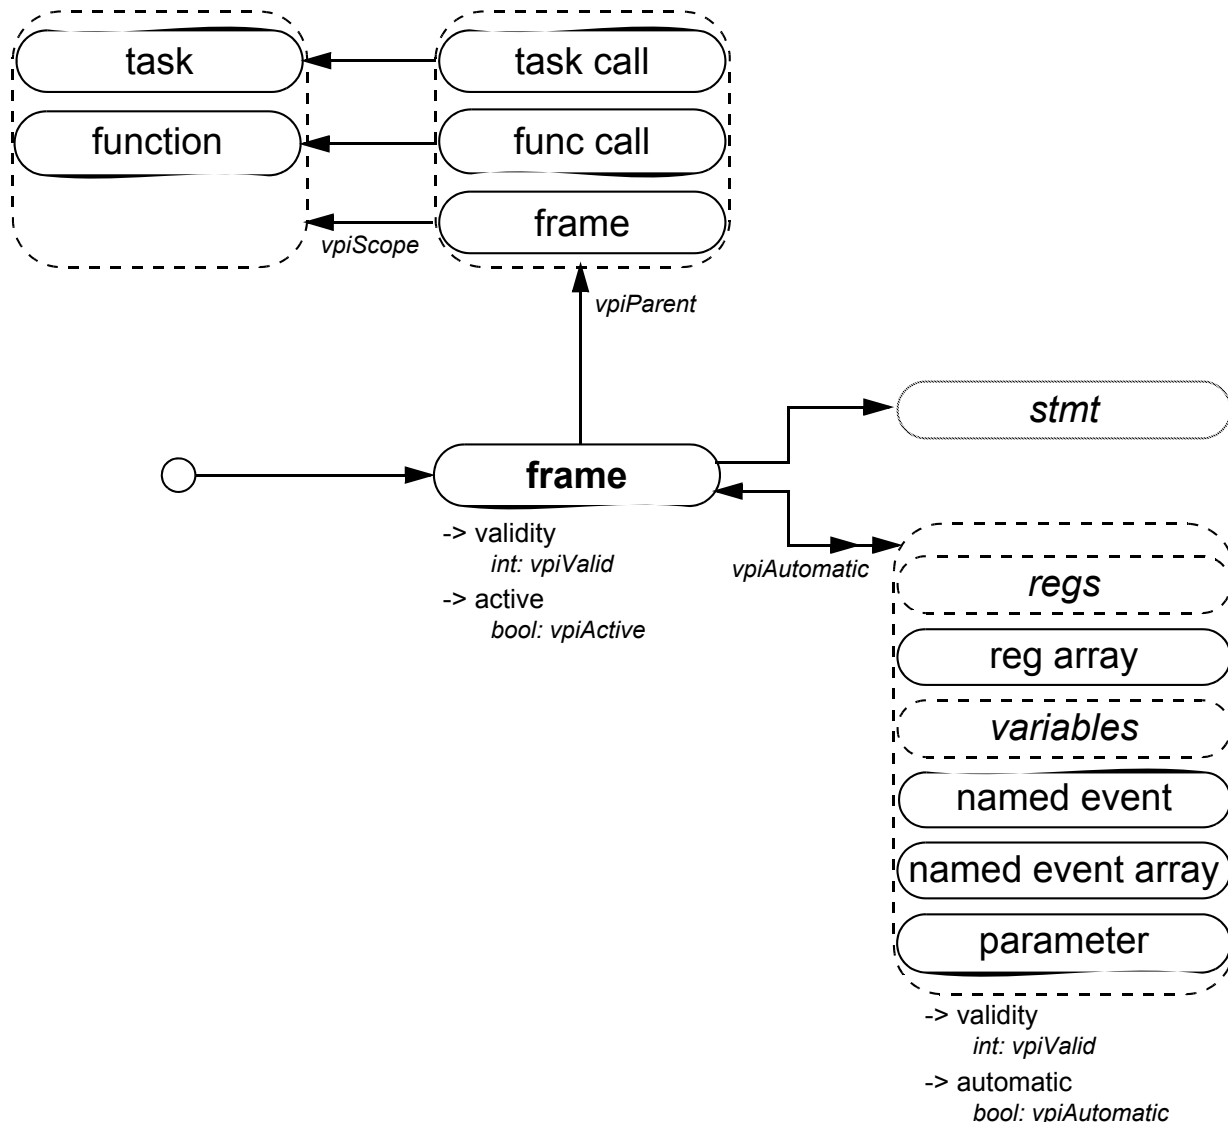 task
task call
function
func call
frame
vpiScope
vpiParent
stmt
frame
-> validity
int: vpiValid
-> active
bool: vpiActive
vpiAutomatic
regs
reg array
variables
named event
named event array
parameter
-> validity
int: vpiValid
-> automatic
bool: vpiAutomatic